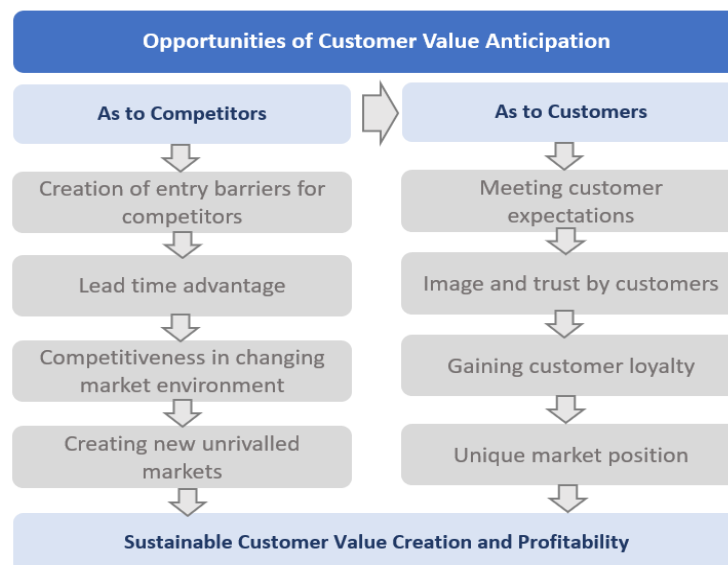 Opportunities of Customer Value Anticipation
As to Competitors
Creation of entry barriers for
competitors
Lead time advantage
Competitiveness in changing
market environment
Creating new unrivalled
markets
As to Customers
Meeting customer
expectations
Image and trust by customers
Gaining customer loyalty
Unique market position
Sustainable Customer Value Creation and Profitability